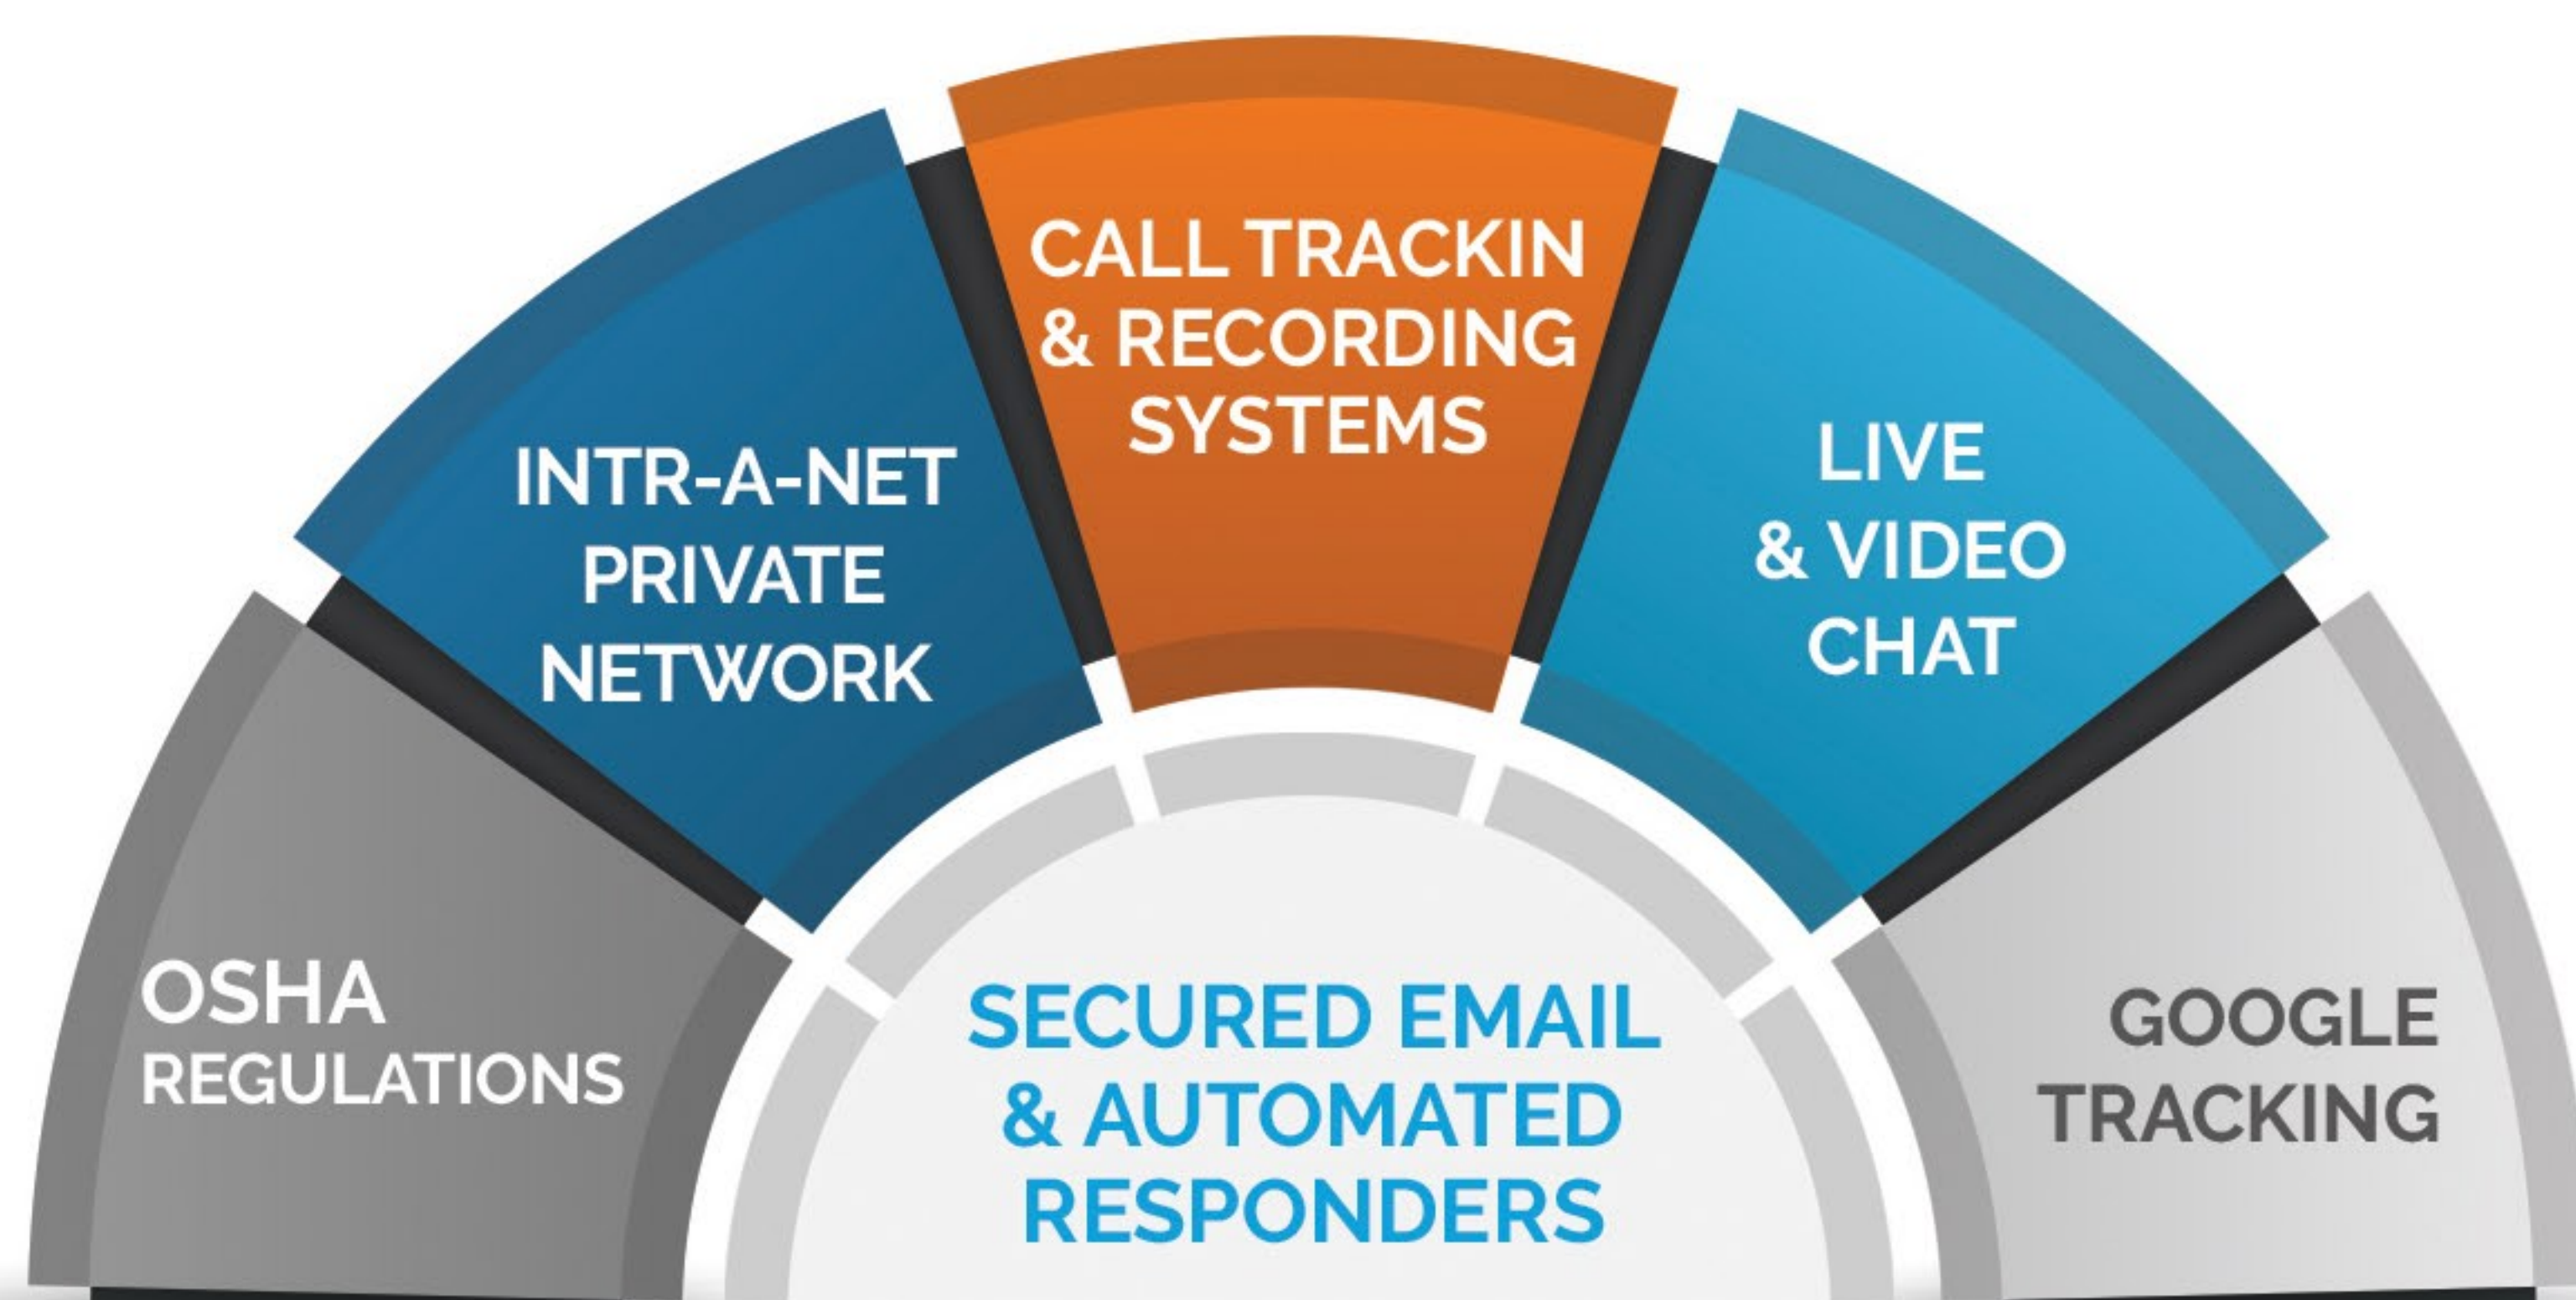 OSHA
REGULATIONS
INTR-A-NET
PRIVATE
NETWORK
CALL TRACKIN
& RECORDING
SYSTEMS
LIVE
& VIDEO
CHAT
GOOGLE
TRACKING
SECURED EMAIL
& AUTOMATED
RESPONDERS